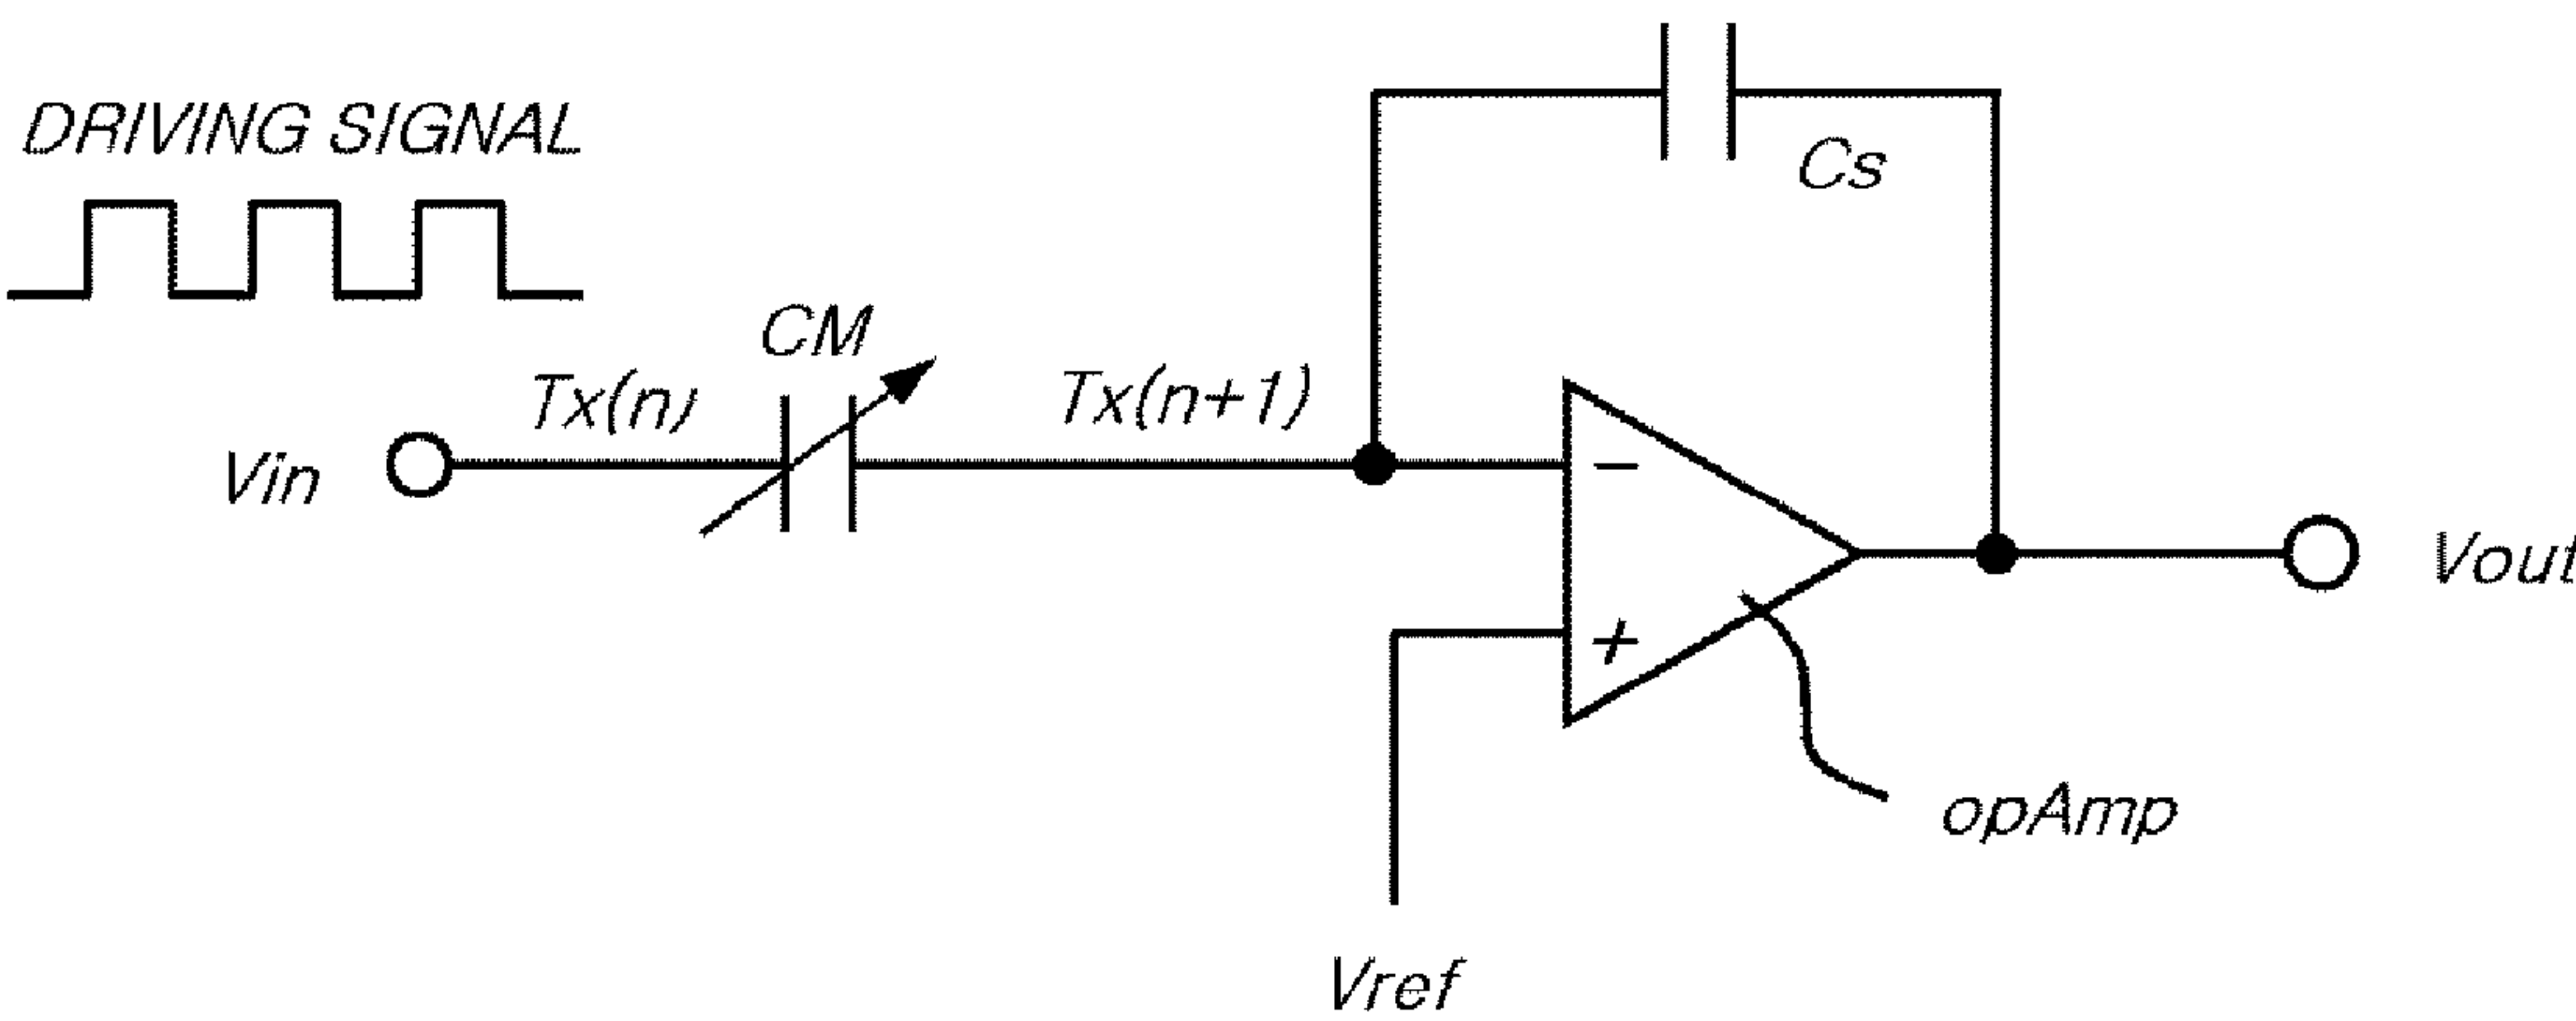 DRIVING SIGNAL
Cs
CM
Tx(n)
Tx(n+1)
Vin
−
+
Vout
opAmp
Vref